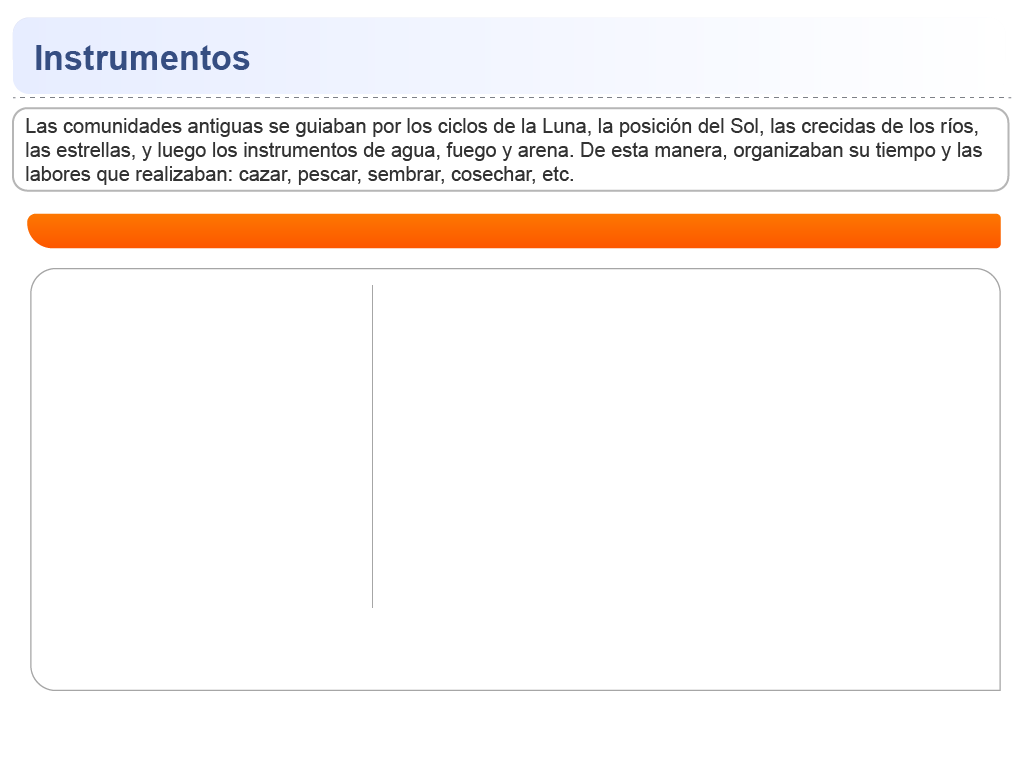 Instrumentos
Las comunidades antiguas se guiaban por los ciclos de la Luna, la posición del Sol, las crecidas de los ríos,
las estrellas, y luego los instrumentos de agua, fuego y arena. De esta manera, organizaban su tiempo y las
labores que realizaban: cazar, pescar, sembrar, cosechar, etc.